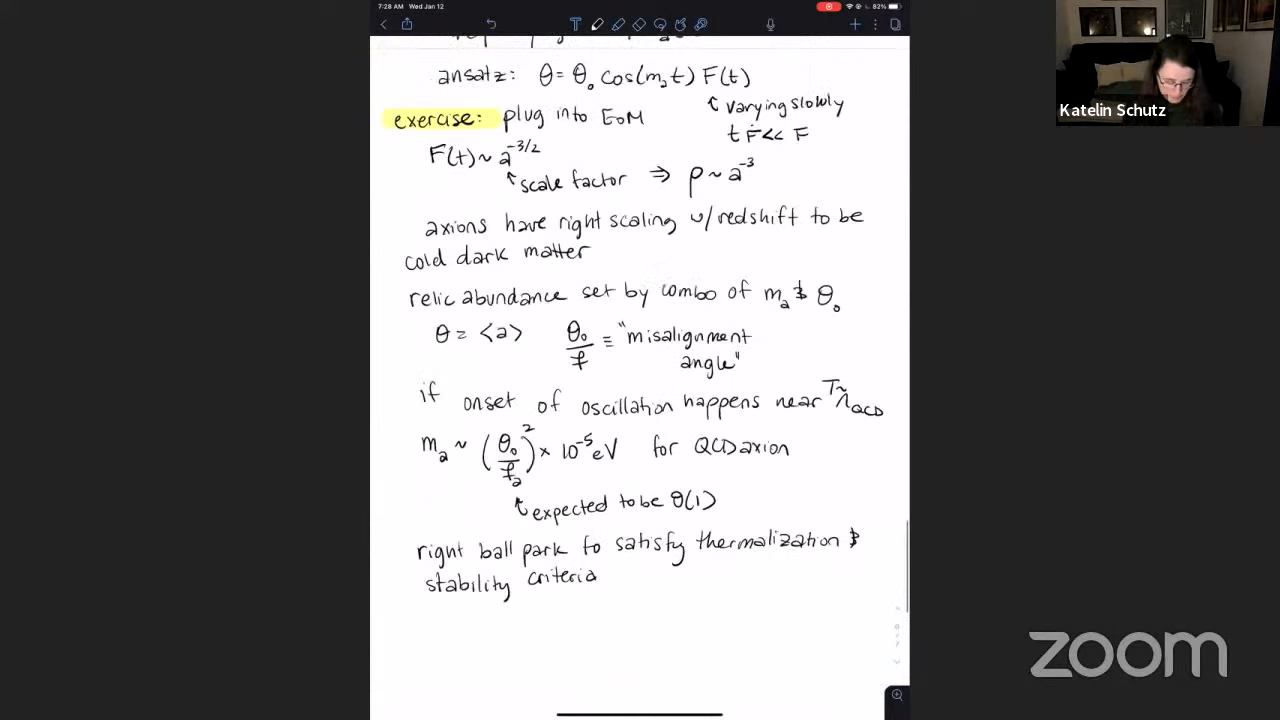 7:28 AM Wed Jan 12
82%
ansatz: θ = θ₀ cos(mₐt) F(t)
↑ varying slowly
exercise: plug into EoM
t Ḟ << F
F(t) ~ a^{-3/2}
↑ scale factor ⇒ ρ ~ a^{-3}
axions have right scaling w/redshift to be
cold dark matter
relic abundance set by combo of mₐ & θ₀
θ = <a> θ₀/f ≡ "misalignment
angle"
if onset of oscillation happens near T~Λ_QCD
mₐ ~ (θ₀/fₐ)² × 10^{-5} eV for QCD axion
↑ expected to be O(1)
right ball park to satisfy thermalization &
stability criteria
Katelin Schutz
zoom